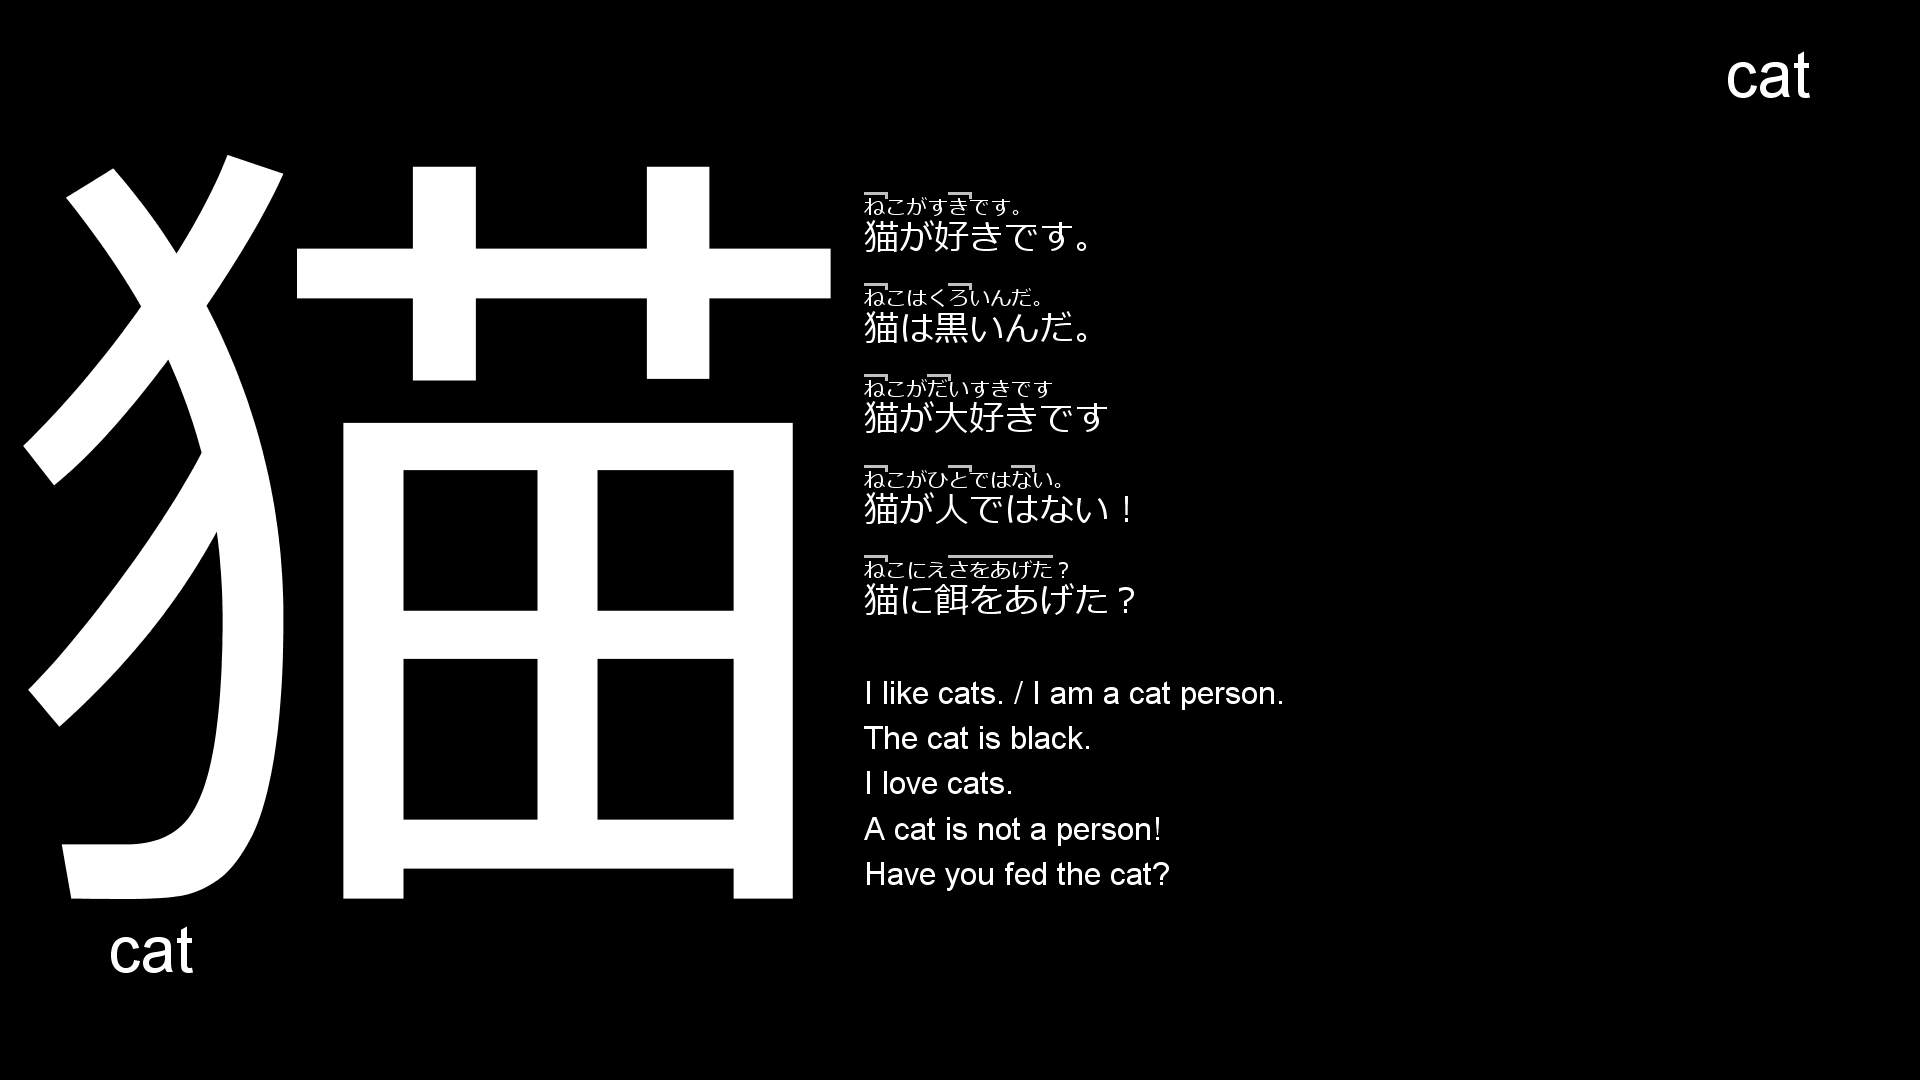 cat
猫
ねこがすきです。
猫が好きです。
ねこはくろいんだ。
猫は黒いんだ。
ねこがだいすきです
猫が大好きです
ねこがひとではない。
猫が人ではない！
ねこにえさをあげた？
猫に餌をあげた？
I like cats. / I am a cat person.
The cat is black.
I love cats.
A cat is not a person!
Have you fed the cat?
cat